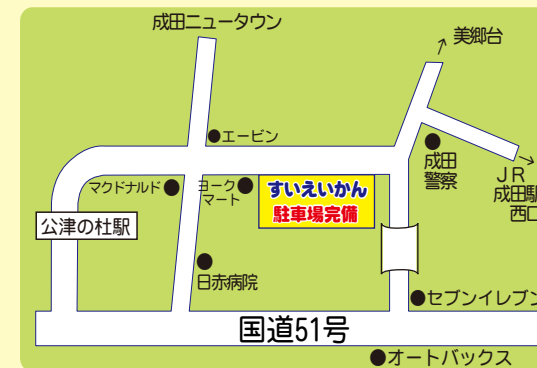 成田ニュータウン
美郷台
エービン
成田
警察
JR
成田駅
西口
マクドナルド
ヨーク
マート
すいえいかん
駐車場完備
公津の杜駅
日赤病院
セブンイレブン
国道51号
オートバックス